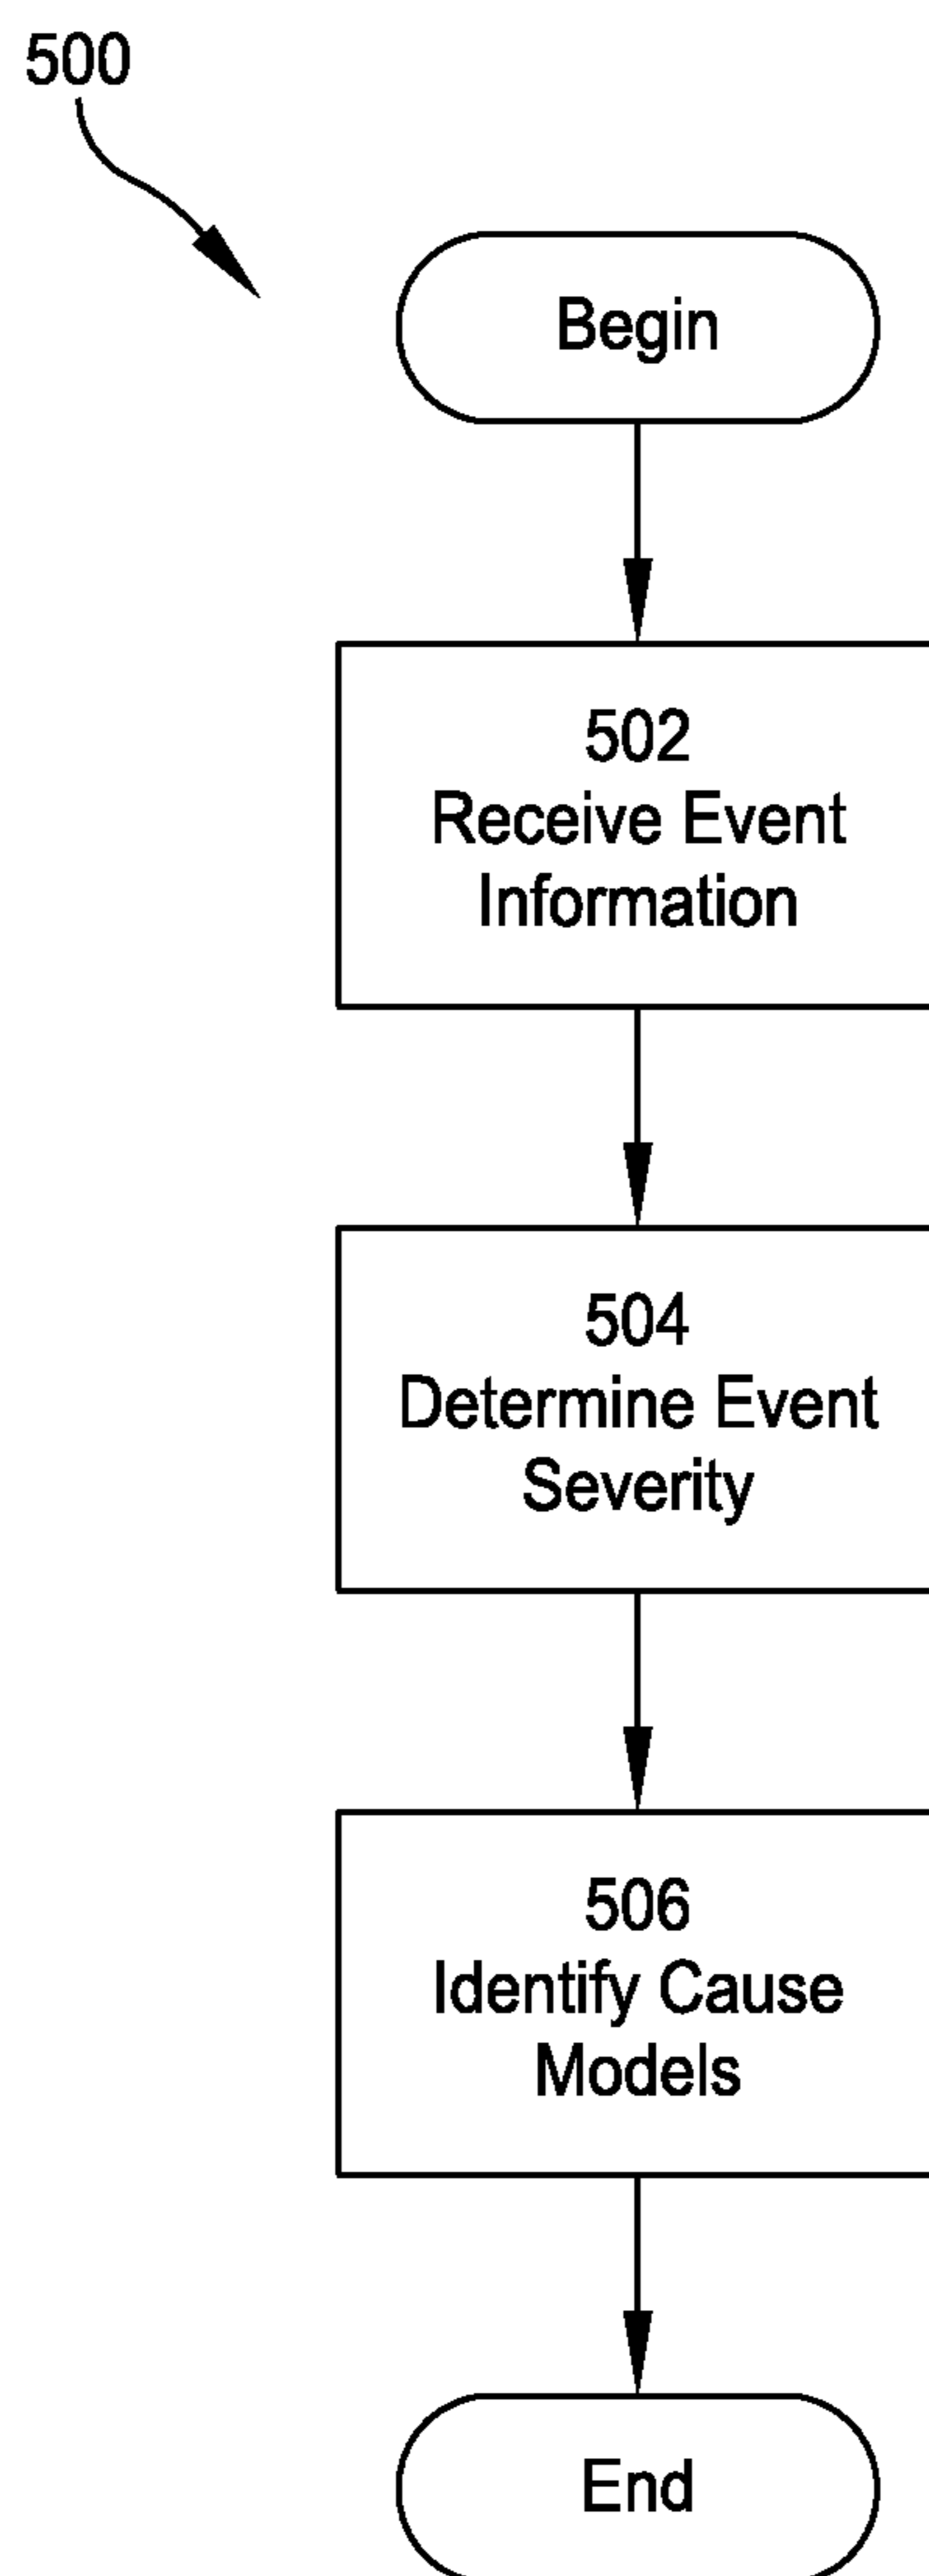 500
Begin
502
Receive Event
Information
504
Determine Event
Severity
506
Identify Cause
Models
End